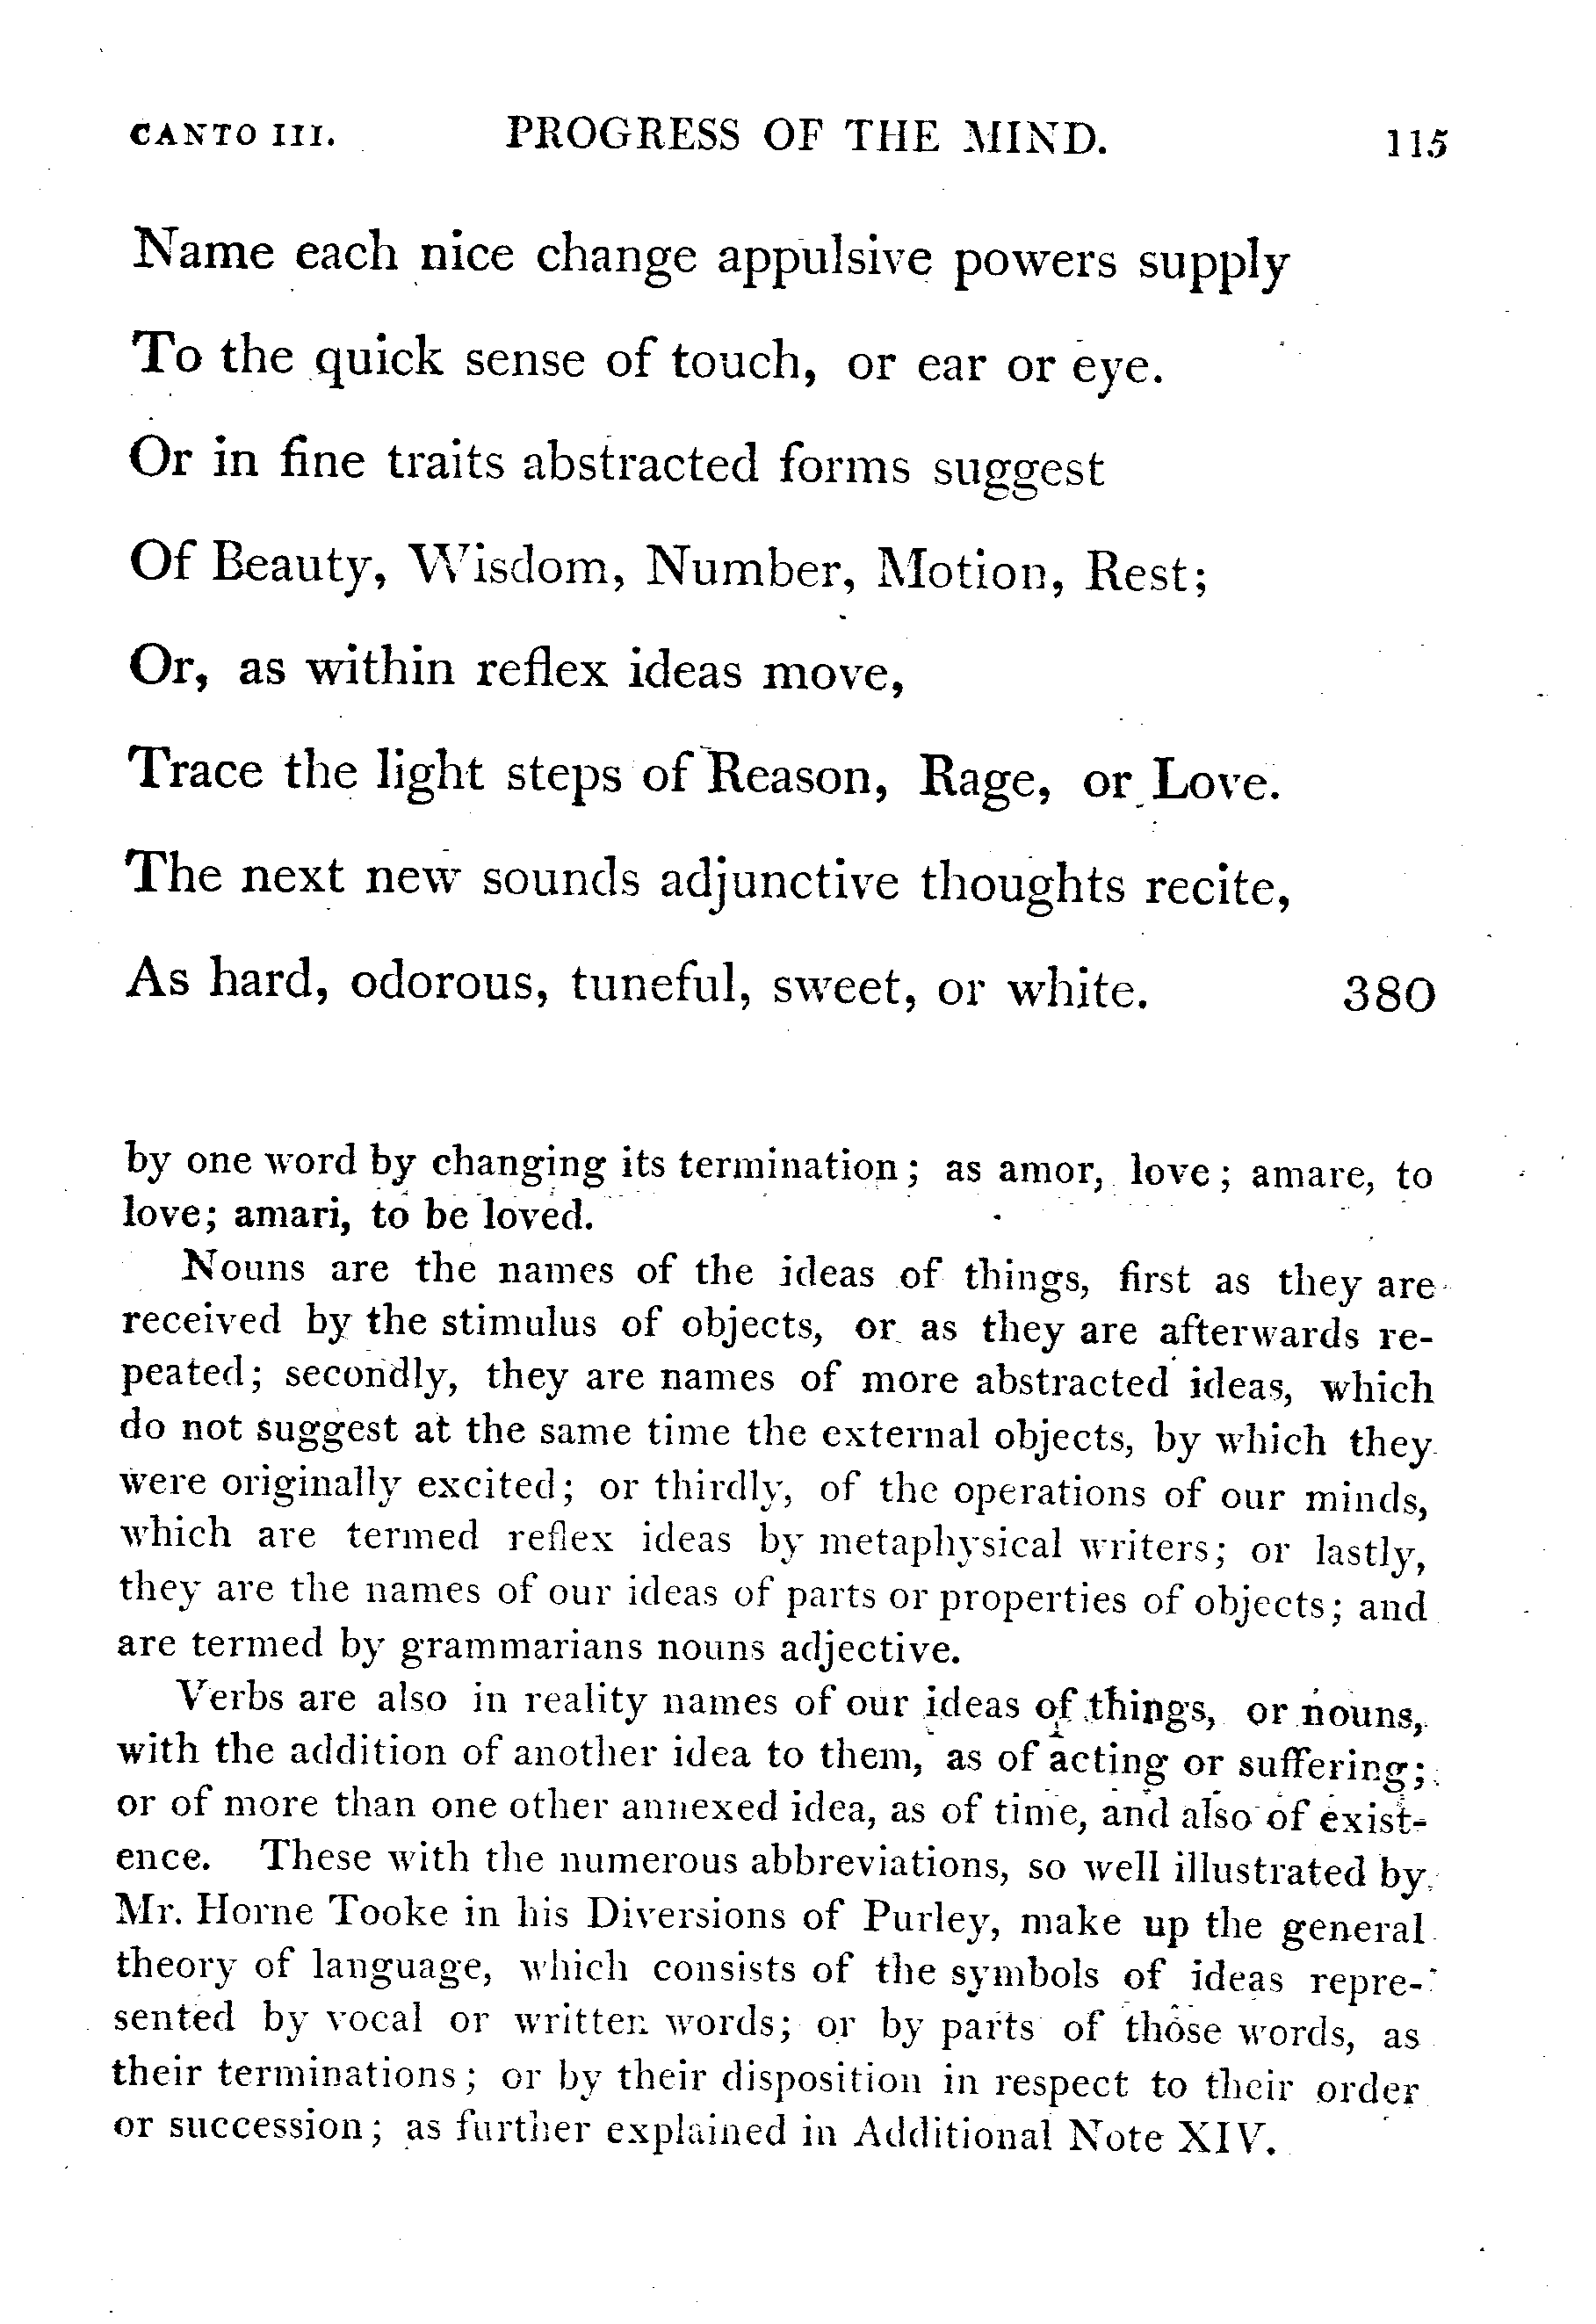 CANTO III. PROGRESS OF THE MIND. 115
Name each nice change appulsive powers supply
To the quick sense of touch, or ear or eye.
Or in fine traits abstracted forms suggest
Of Beauty, Wisdom, Number, Motion, Rest;
Or, as within reflex ideas move,
Trace the light steps of Reason, Rage, or Love.
The next new sounds adjunctive thoughts recite,
As hard, odorous, tuneful, sweet, or white. 380
by one word by changing its termination; as amor, love; amare, to
love; amari, to be loved.
Nouns are the names of the ideas of things, first as they are
received by the stimulus of objects, or as they are afterwards re-
peated; secondly, they are names of more abstracted ideas, which
do not suggest at the same time the external objects, by which they
were originally excited; or thirdly, of the operations of our minds,
which are termed reflex ideas by metaphysical writers; or lastly,
they are the names of our ideas of parts or properties of objects; and
are termed by grammarians nouns adjective.
Verbs are also in reality names of our ideas of things, or nouns,
with the addition of another idea to them, as of acting or suffering;
or of more than one other annexed idea, as of time, and also of exist-
ence. These with the numerous abbreviations, so well illustrated by
Mr. Horne Tooke in his Diversions of Purley, make up the general
theory of language, which consists of the symbols of ideas repre-
sented by vocal or written words; or by parts of those words, as
their terminations; or by their disposition in respect to their order
or succession; as further explained in Additional Note XIV.